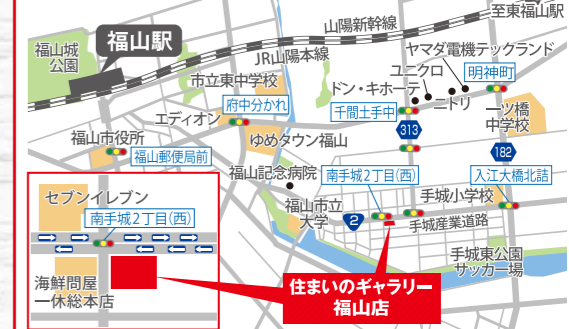 山陽新幹線
至東福山駅
福山城
公園
福山駅
JR山陽本線
ヤマダ電機テックランド
ユニクロ
ドン・キホーテ
ニトリ
明神町
市立東中学校
府中分かれ
千間土手中
一ツ橋
中学校
エディオン
313
福山市役所
ゆめタウン福山
182
福山郵便局前
福山記念病院
南手城2丁目(西)
入江大橋北詰
手城小学校
福山市立
大学
2
手城産業道路
セブンイレブン
南手城2丁目(西)
手城東公園
サッカー場
海鮮問屋
一休総本店
住まいのギャラリー
福山店